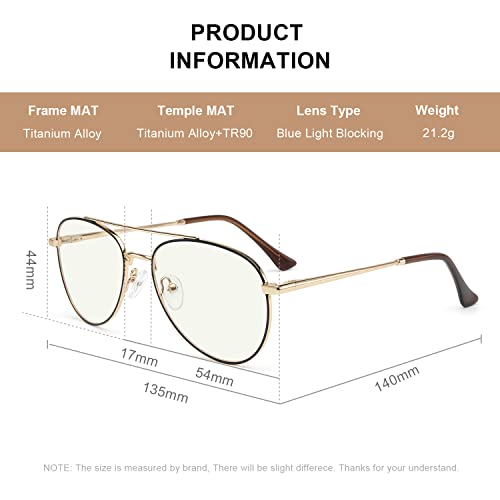 PRODUCT
INFORMATION
Frame MAT Temple MAT Lens Type Weight
Titanium Alloy Titanium Alloy+TR90 Blue Light Blocking 21.2g
44mm
17mm
54mm
135mm
140mm
NOTE: The size is measured by brand, There will be slight differece. Thanks for your understand.